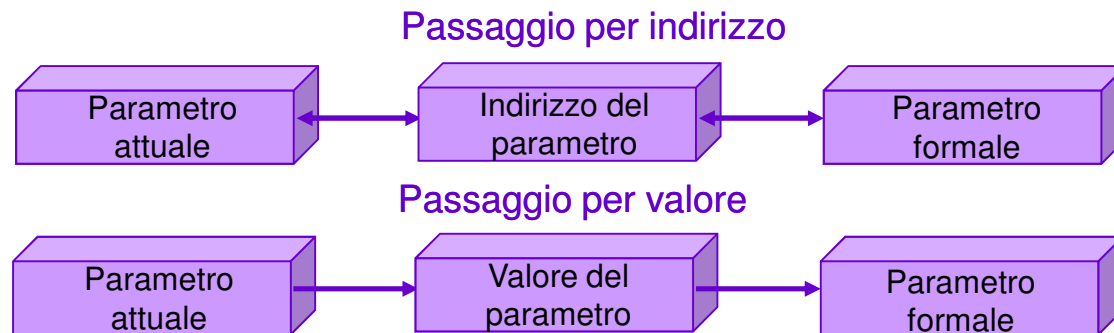 Passaggio per indirizzo
Parametro
attuale
Indirizzo del
parametro
Parametro
formale
Passaggio per valore
Parametro
attuale
Valore del
parametro
Parametro
formale